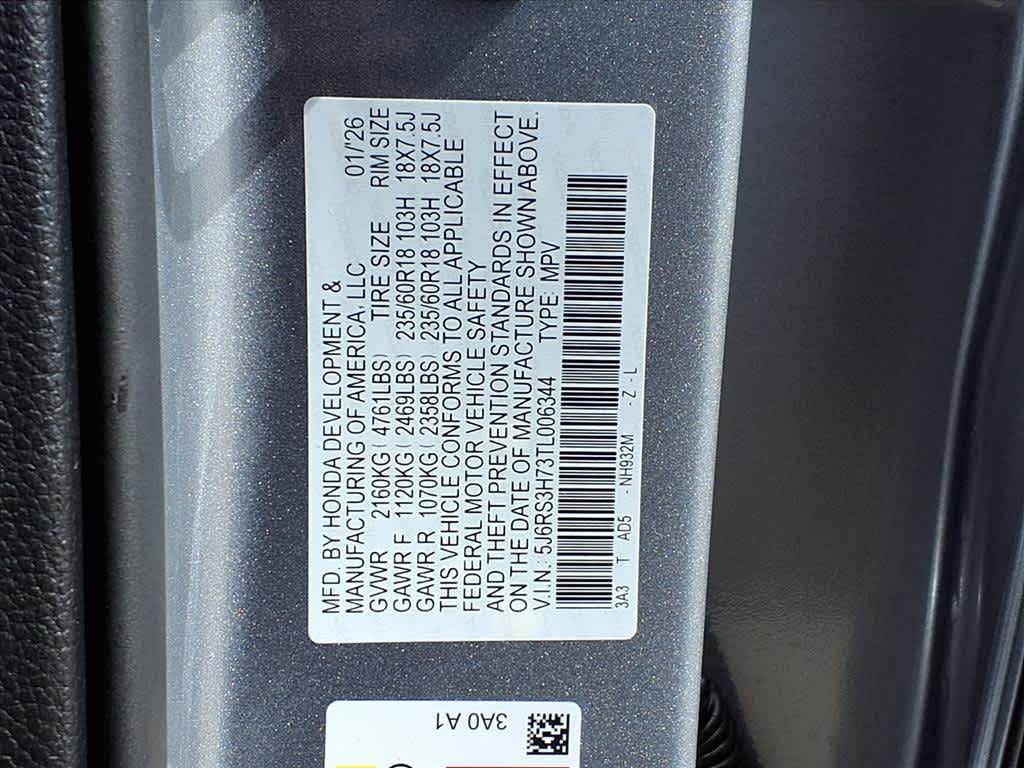 MFD. BY HONDA DEVELOPMENT &
MANUFACTURING OF AMERICA, LLC 01/'26
GVWR 2160KG ( 4761LBS) TIRE SIZE RIM SIZE
GAWR F 1120KG ( 2469LBS) 235/60R18 103H 18X7.5J
GAWR R 1070KG ( 2358LBS) 235/60R18 103H 18X7.5J
THIS VEHICLE CONFORMS TO ALL APPLICABLE
FEDERAL MOTOR VEHICLE SAFETY
AND THEFT PREVENTION STANDARDS IN EFFECT
ON THE DATE OF MANUFACTURE SHOWN ABOVE.
V.I.N.: 5J6RS3H73TL006344 TYPE: MPV
3A3 T AD5 - NH932M - Z - L
3A0 A1